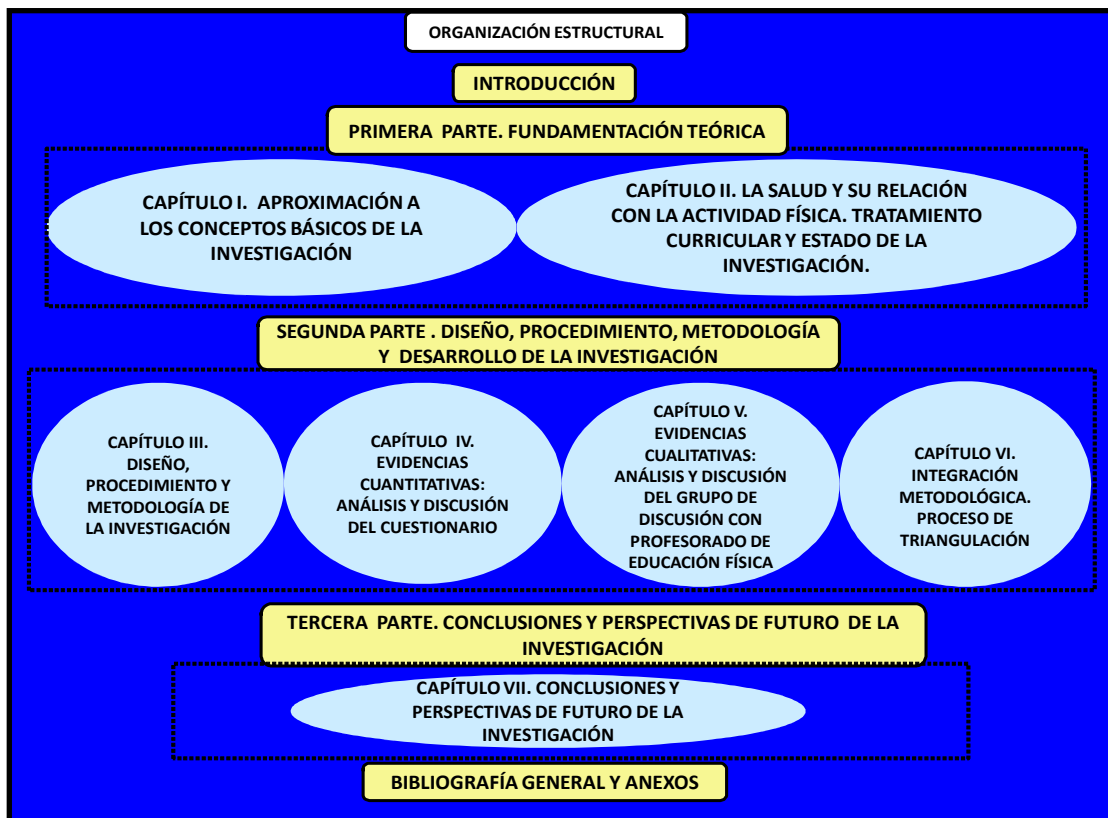 ORGANIZACIÓN ESTRUCTURAL
INTRODUCCIÓN
PRIMERA PARTE. FUNDAMENTACIÓN TEÓRICA
CAPÍTULO I. APROXIMACIÓN A
LOS CONCEPTOS BÁSICOS DE LA
INVESTIGACIÓN
CAPÍTULO II. LA SALUD Y SU RELACIÓN
CON LA ACTIVIDAD FÍSICA. TRATAMIENTO
CURRICULAR Y ESTADO DE LA
INVESTIGACIÓN.
SEGUNDA PARTE . DISEÑO, PROCEDIMIENTO, METODOLOGÍA
Y DESARROLLO DE LA INVESTIGACIÓN
CAPÍTULO III.
DISEÑO,
PROCEDIMIENTO Y
METODOLOGÍA DE
LA INVESTIGACIÓN
CAPÍTULO IV.
EVIDENCIAS
CUANTITATIVAS:
ANÁLISIS Y DISCUSIÓN
DEL CUESTIONARIO
CAPÍTULO V.
EVIDENCIAS
CUALITATIVAS:
ANÁLISIS Y DISCUSIÓN
DEL GRUPO DE
DISCUSIÓN CON
PROFESORADO DE
EDUCACIÓN FÍSICA
CAPÍTULO VI.
INTEGRACIÓN
METODOLÓGICA.
PROCESO DE
TRIANGULACIÓN
TERCERA PARTE. CONCLUSIONES Y PERSPECTIVAS DE FUTURO DE LA
INVESTIGACIÓN
CAPÍTULO VII. CONCLUSIONES Y
PERSPECTIVAS DE FUTURO DE LA
INVESTIGACIÓN
BIBLIOGRAFÍA GENERAL Y ANEXOS